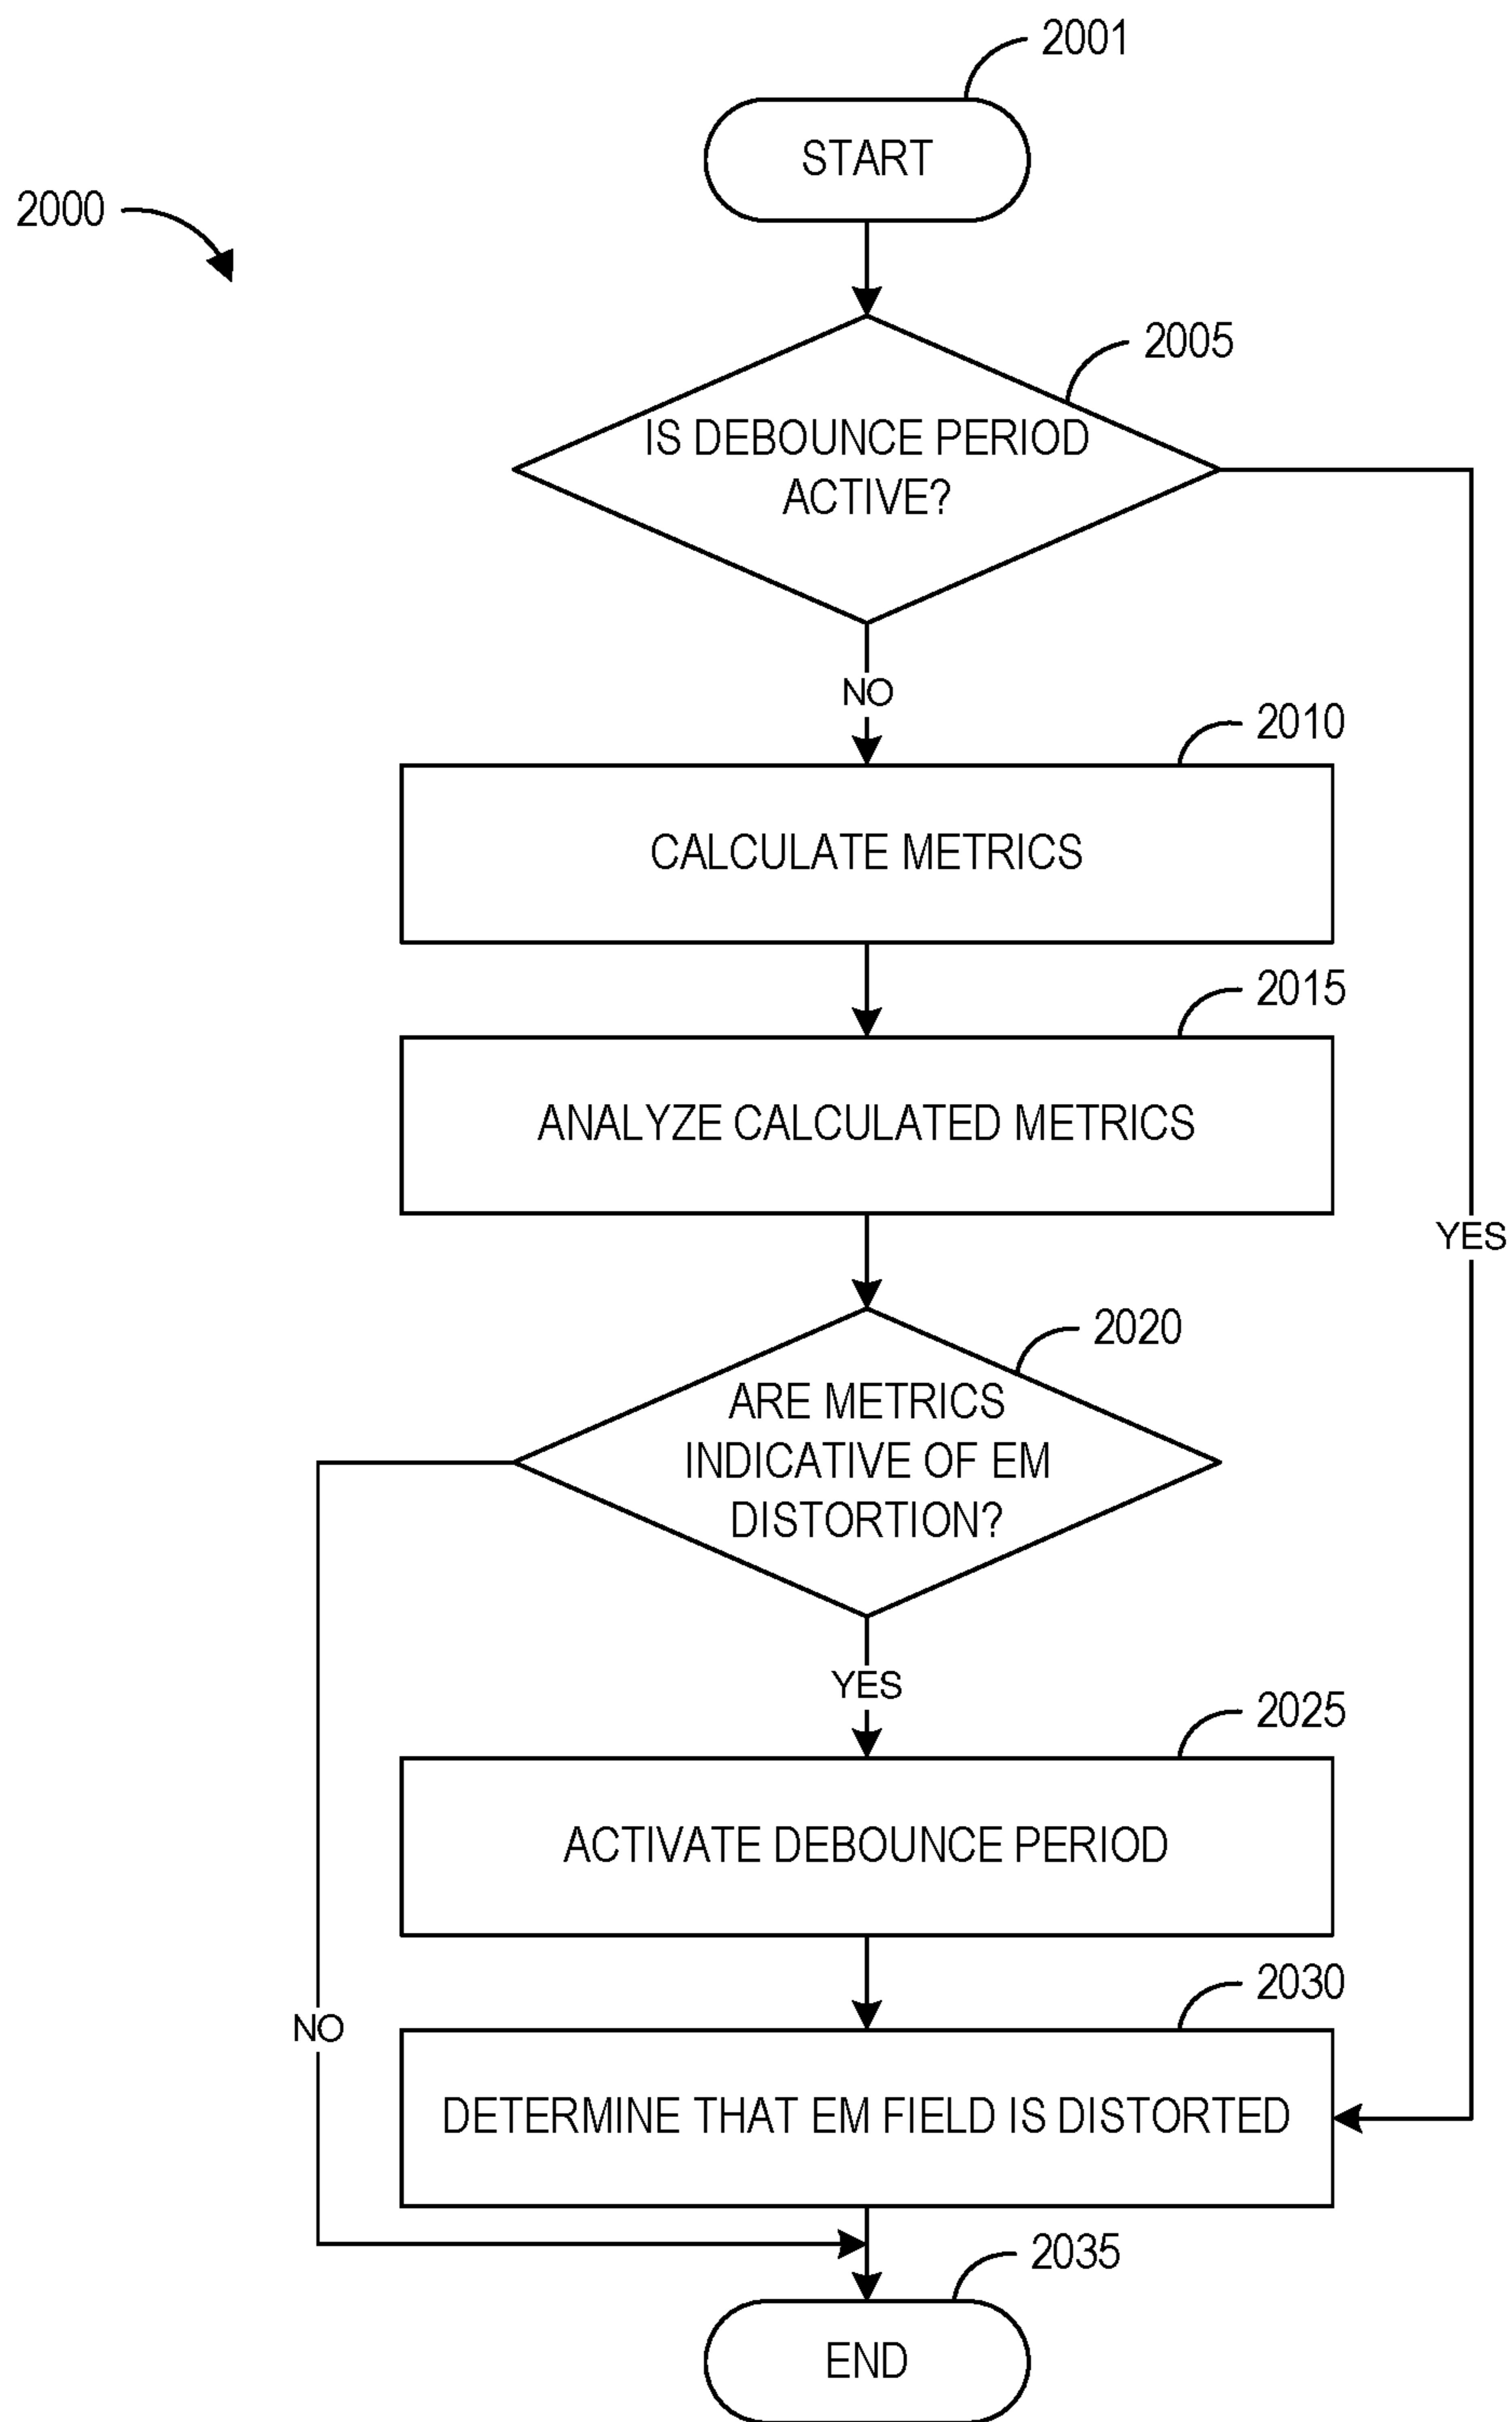 2001
START
2000
2005
IS DEBOUNCE PERIOD
ACTIVE?
NO
2010
CALCULATE METRICS
2015
ANALYZE CALCULATED METRICS
YES
2020
ARE METRICS
INDICATIVE OF EM
DISTORTION?
YES
2025
ACTIVATE DEBOUNCE PERIOD
2030
NO
DETERMINE THAT EM FIELD IS DISTORTED
2035
END